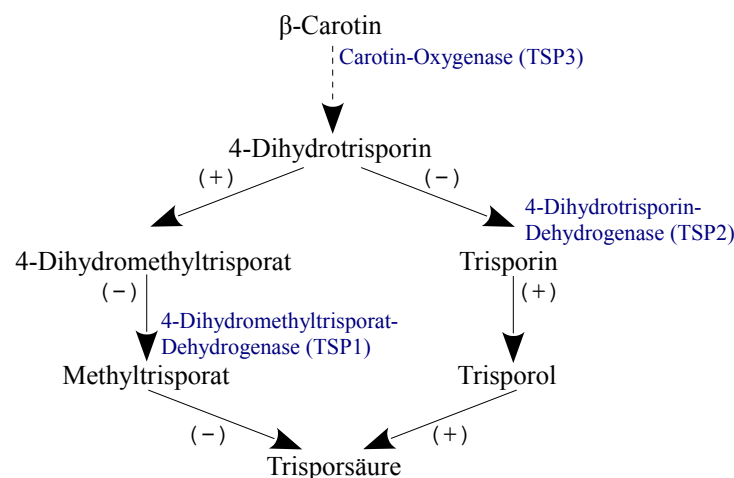 β-Carotin
Carotin-Oxygenase (TSP3)
4-Dihydrotrisporin
(+)
(−)
4-Dihydrotrisporin-
Dehydrogenase (TSP2)
4-Dihydromethyltrisporat
Trisporin
(−)
(+)
4-Dihydromethyltrisporat-
Dehydrogenase (TSP1)
Methyltrisporat
Trisporol
(−)
(+)
Trisporsäure